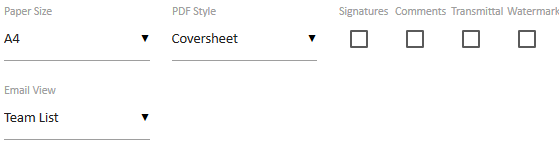 Paper Size PDF Style Signatures Comments Transmittal Watermark
A4 Coversheet
Email View
Team List